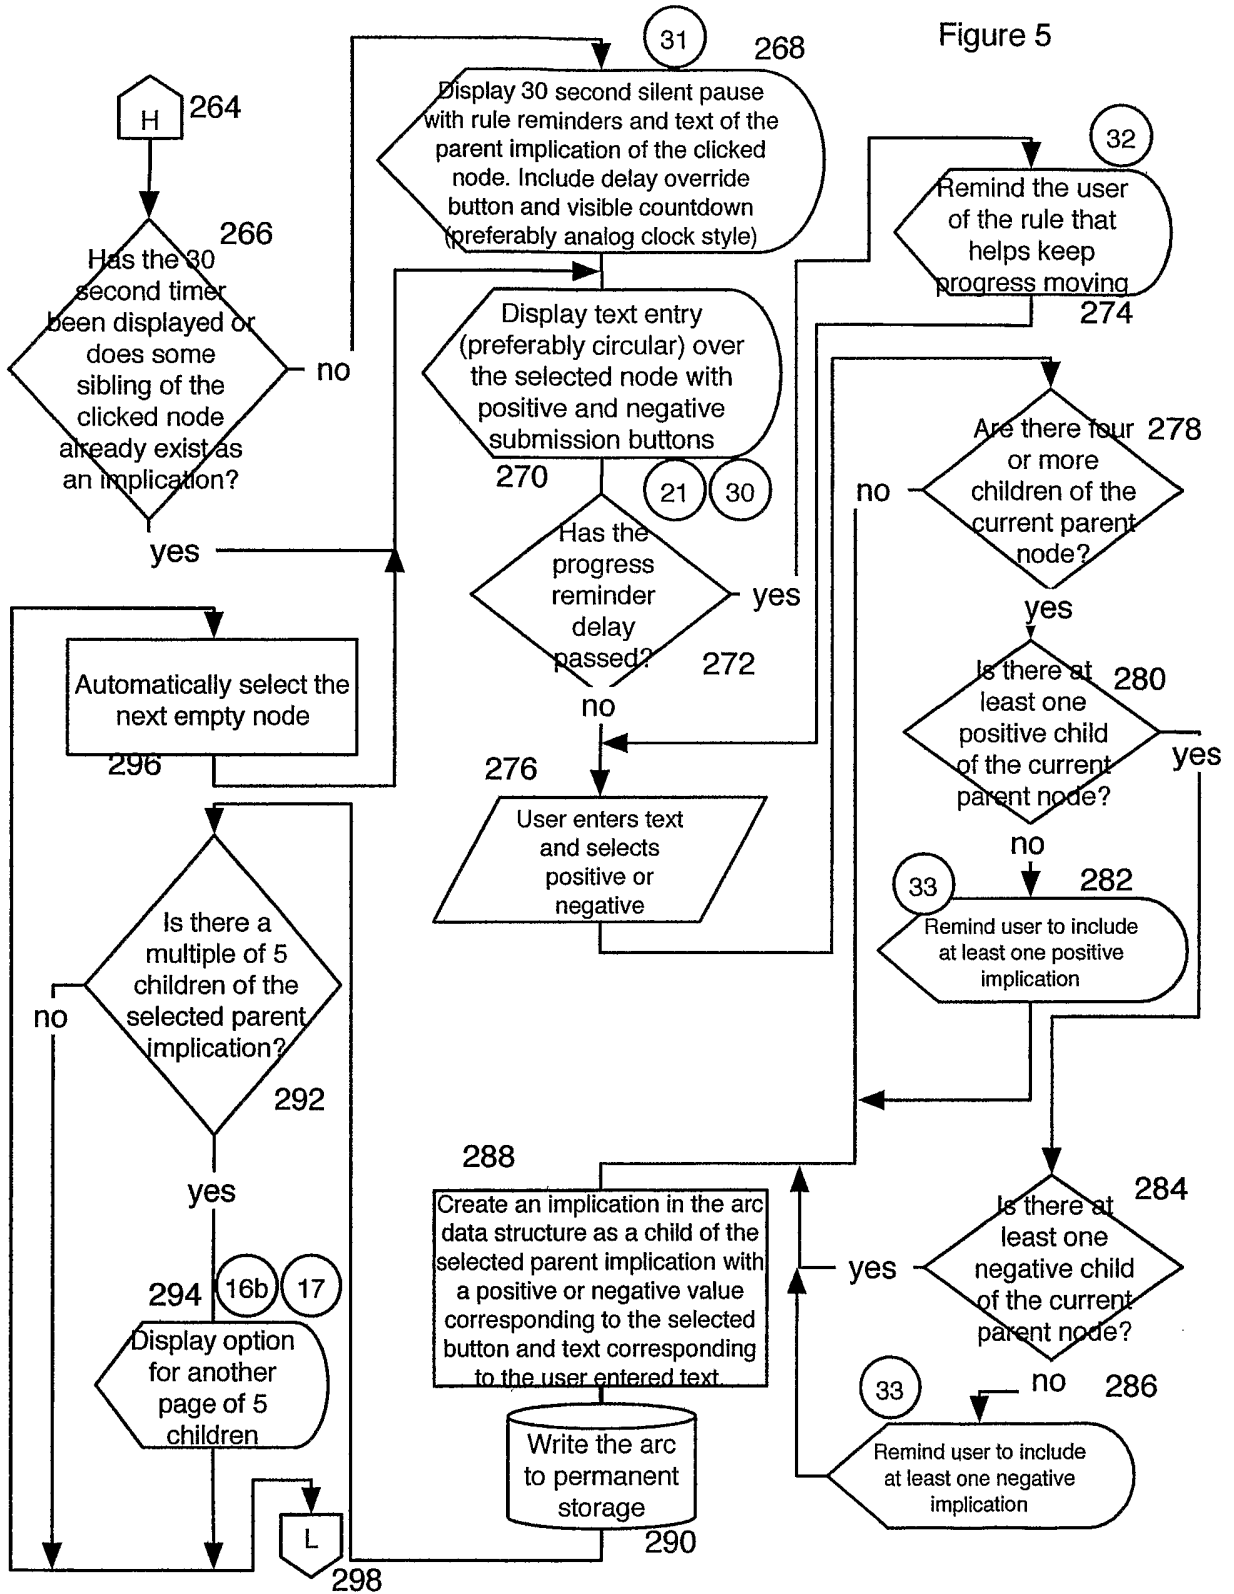 Figure 5
31
268
Display 30 second silent pause
with rule reminders and text of the
parent implication of the clicked
node. Include delay override
button and visible countdown
(preferably analog clock style)
H
264
266
Has the 30
second timer
been displayed or
does some
sibling of the
clicked node
already exist as
an implication?
no
yes
32
Remind the user
of the rule that
helps keep
progress moving
274
Display text entry
(preferably circular) over
the selected node with
positive and negative
submission buttons
270
21
30
Has the
progress
reminder
delay
passed?
272
yes
no
276
User enters text
and selects
positive or
negative
Are there four
or more
children of the
current parent
node?
278
no
yes
Is there at
least one
positive child
of the current
parent node?
280
yes
no
33
282
Remind user to include
at least one positive
implication
Automatically select the
next empty node
296
Is there a
multiple of 5
children of the
selected parent
implication?
292
no
yes
294
16b
17
Display option
for another
page of 5
children
L
298
288
Create an implication in the arc
data structure as a child of the
selected parent implication with
a positive or negative value
corresponding to the selected
button and text corresponding
to the user entered text.
Write the arc
to permanent
storage
290
284
Is there at
least one
negative child
of the current
parent node?
yes
no
286
33
Remind user to include
at least one negative
implication